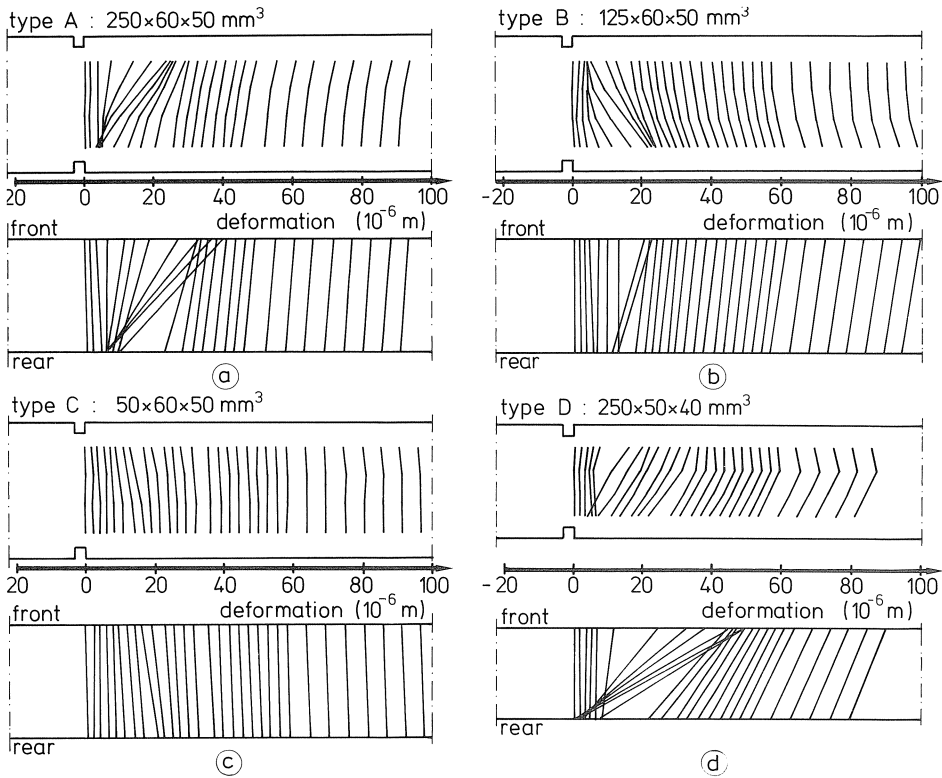 type A : 250×60×50 mm³
20 0 20 40 60 80 100
deformation (10⁻⁶ m)
front
rear
a
type B : 125×60×50 mm³
-20 0 20 40 60 80 100
deformation (10⁻⁶ m)
front
rear
b
type C : 50×60×50 mm³
20 0 20 40 60 80 100
deformation (10⁻⁶ m)
front
rear
c
type D : 250×50×40 mm³
-20 0 20 40 60 80 100
deformation (10⁻⁶ m)
front
rear
d